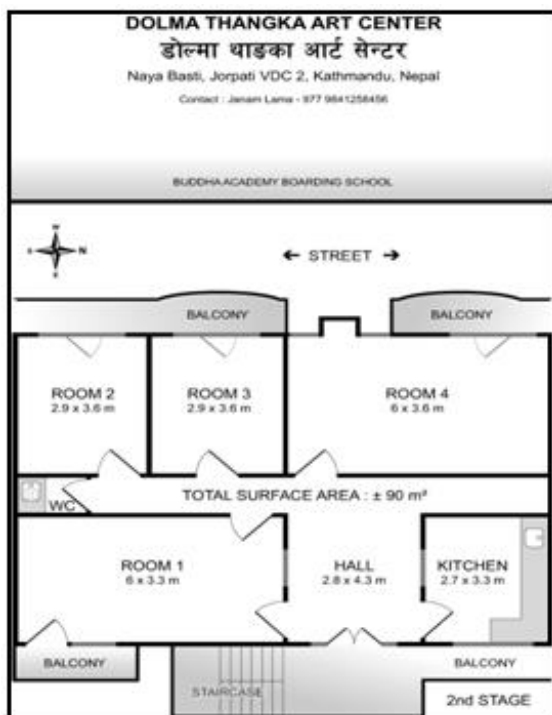 DOLMA THANGKA ART CENTER
डोल्मा थाङका आर्ट सेन्टर
Naya Basti, Jorpati VDC 2, Kathmandu, Nepal
Contact : Janam Lama - 977 9841258456
BUDDHA ACADEMY BOARDING SCHOOL
W
S N
E
STREET
BALCONY
BALCONY
ROOM 2
2.9 x 3.6 m
ROOM 3
2.9 x 3.6 m
ROOM 4
6 x 3.6 m
WC
TOTAL SURFACE AREA : ± 90 m²
ROOM 1
6 x 3.3 m
HALL
2.8 x 4.3 m
KITCHEN
2.7 x 3.3 m
BALCONY
BALCONY
STAIRCASE
2nd STAGE